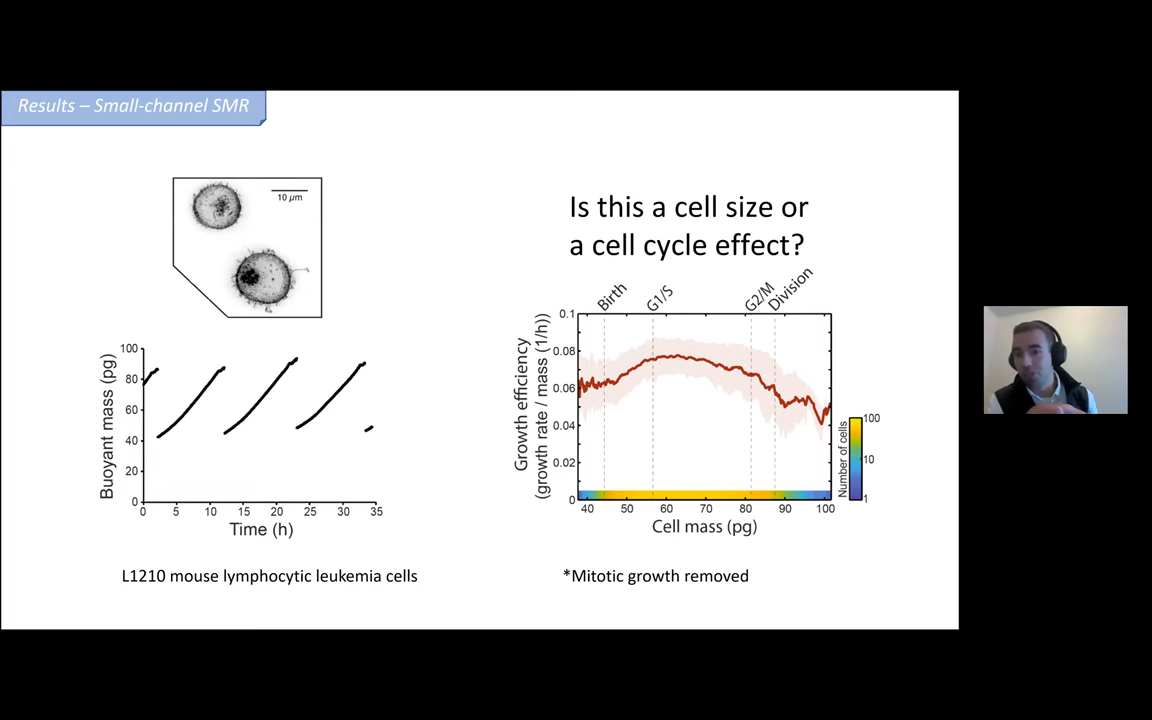 Results – Small-channel SMR
10 µm
Is this a cell size or
a cell cycle effect?
Birth
G1/S
G2/M
Division
Buoyant mass (pg)
100
80
60
40
20
0
0 5 10 15 20 25 30 35
Time (h)
Growth efficiency
(growth rate / mass (1/h))
0.1
0.08
0.06
0.04
0.02
0
40 50 60 70 80 90 100
Cell mass (pg)
Number of cells
100
10
1
L1210 mouse lymphocytic leukemia cells
*Mitotic growth removed